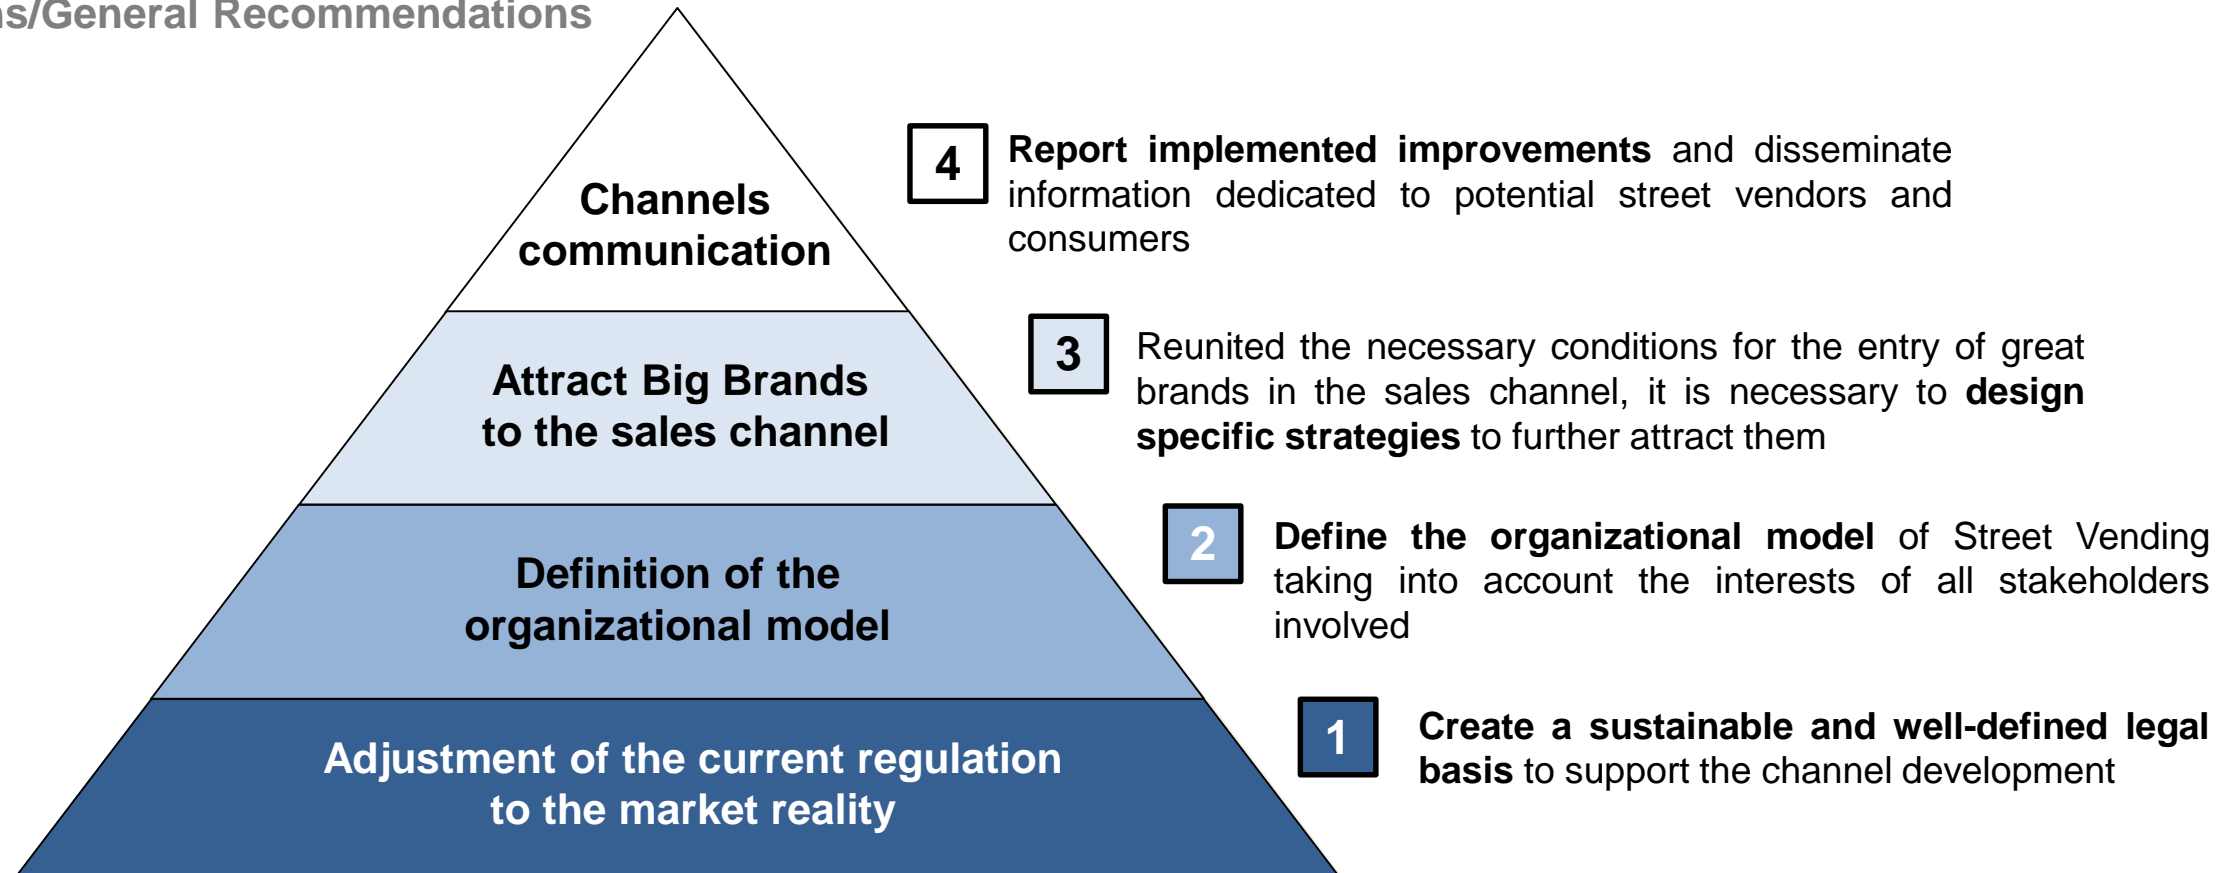 ns/General Recommendations
Channels
communication
4
Report implemented improvements and disseminate
information dedicated to potential street vendors and
consumers
Attract Big Brands
to the sales channel
3
Reunited the necessary conditions for the entry of great
brands in the sales channel, it is necessary to design
specific strategies to further attract them
Definition of the
organizational model
2
Define the organizational model of Street Vending
taking into account the interests of all stakeholders
involved
Adjustment of the current regulation
to the market reality
1
Create a sustainable and well-defined legal
basis to support the channel development